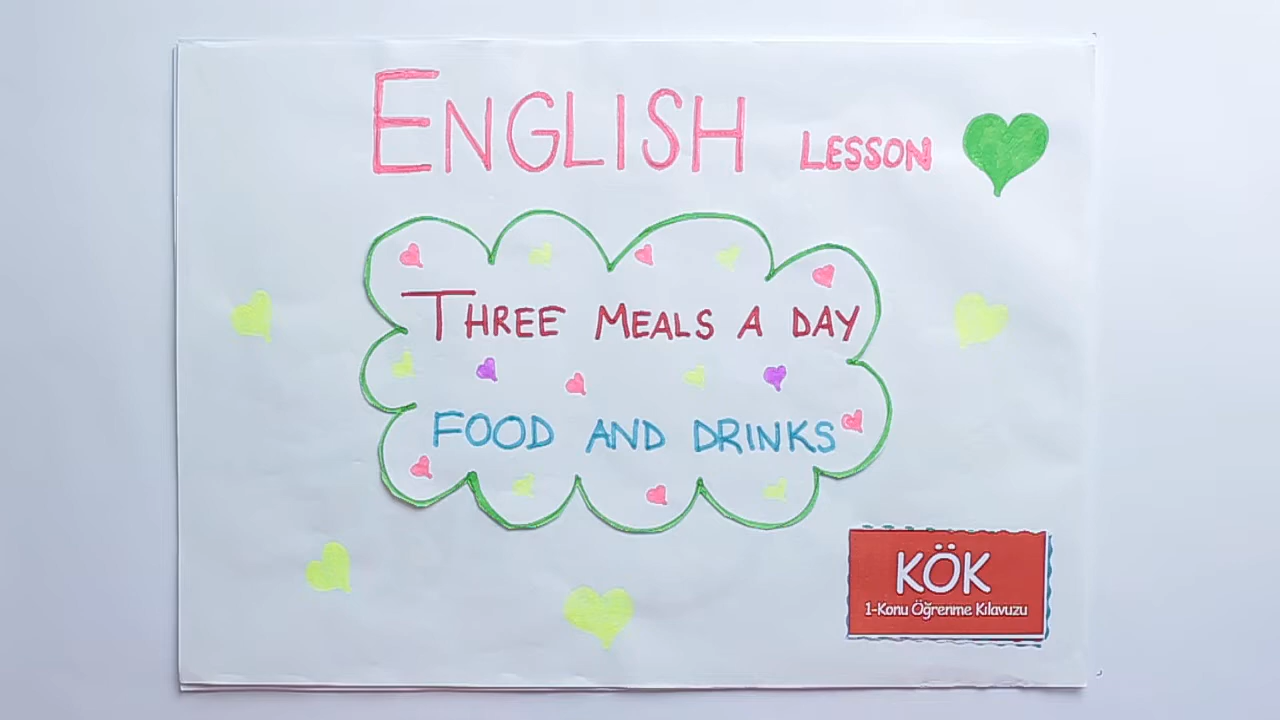 ENGLISH LESSON
THREE MEALS A DAY
FOOD AND DRINKS
KÖK
1-Konu Öğrenme Kılavuzu